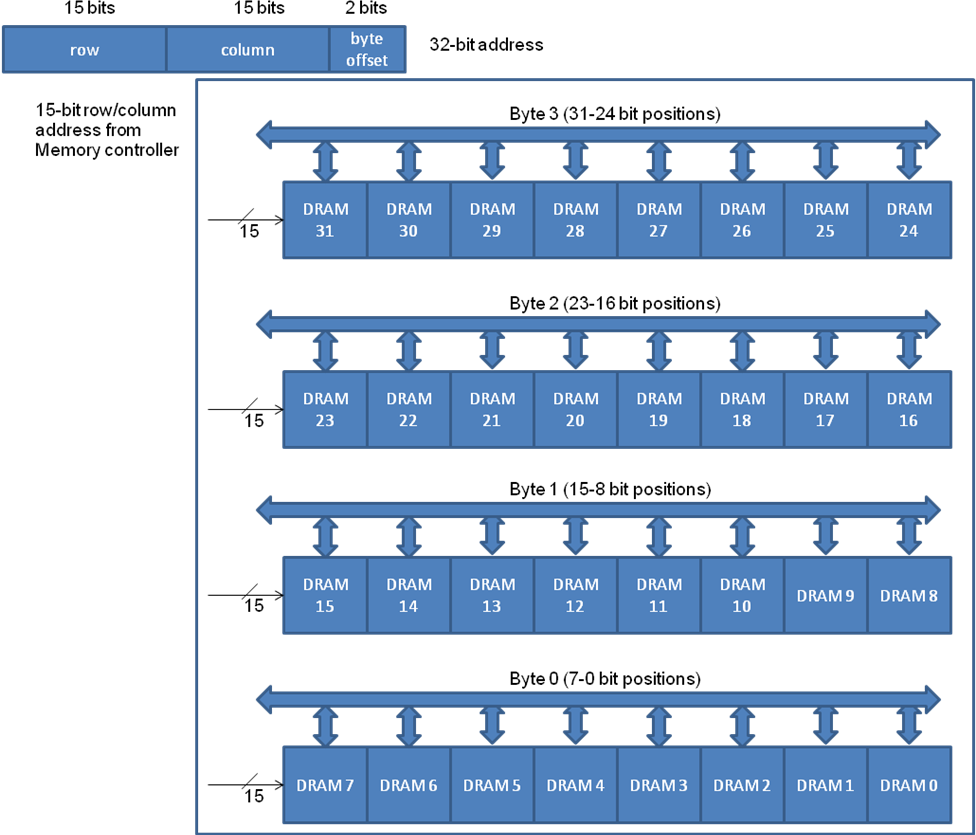 15 bits 15 bits 2 bits
row column byte
offset
32-bit address
15-bit row/column
address from
Memory controller
Byte 3 (31-24 bit positions)
DRAM DRAM DRAM DRAM DRAM DRAM DRAM DRAM
31 30 29 28 27 26 25 24
15
Byte 2 (23-16 bit positions)
DRAM DRAM DRAM DRAM DRAM DRAM DRAM DRAM
23 22 21 20 19 18 17 16
15
Byte 1 (15-8 bit positions)
DRAM DRAM DRAM DRAM DRAM DRAM DRAM 9 DRAM 8
15 14 13 12 11 10
15
Byte 0 (7-0 bit positions)
DRAM 7 DRAM 6 DRAM 5 DRAM 4 DRAM 3 DRAM 2 DRAM 1 DRAM 0
15